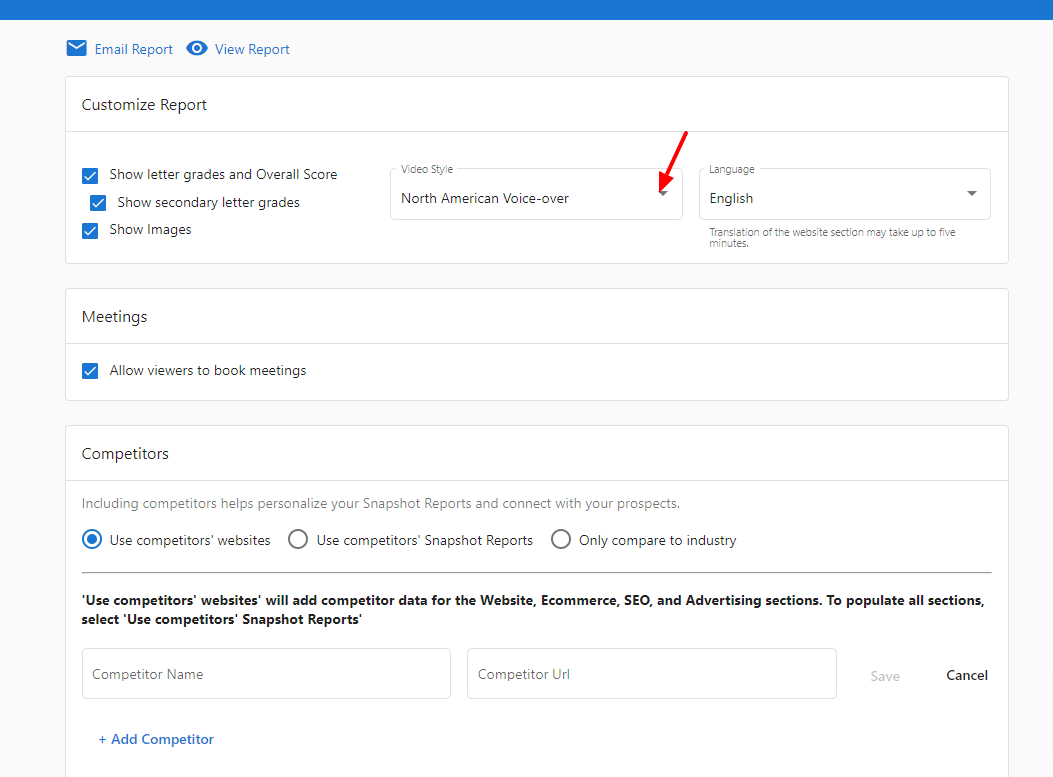 Email Report View Report
Customize Report
Show letter grades and Overall Score
Show secondary letter grades
Show Images
Video Style
North American Voice-over
Language
English
Translation of the website section may take up to five
minutes.
Meetings
Allow viewers to book meetings
Competitors
Including competitors helps personalize your Snapshot Reports and connect with your prospects.
Use competitors' websites Use competitors' Snapshot Reports Only compare to industry
'Use competitors' websites' will add competitor data for the Website, Ecommerce, SEO, and Advertising sections. To populate all sections,
select 'Use competitors' Snapshot Reports'
Competitor Name Competitor Url Save Cancel
+ Add Competitor